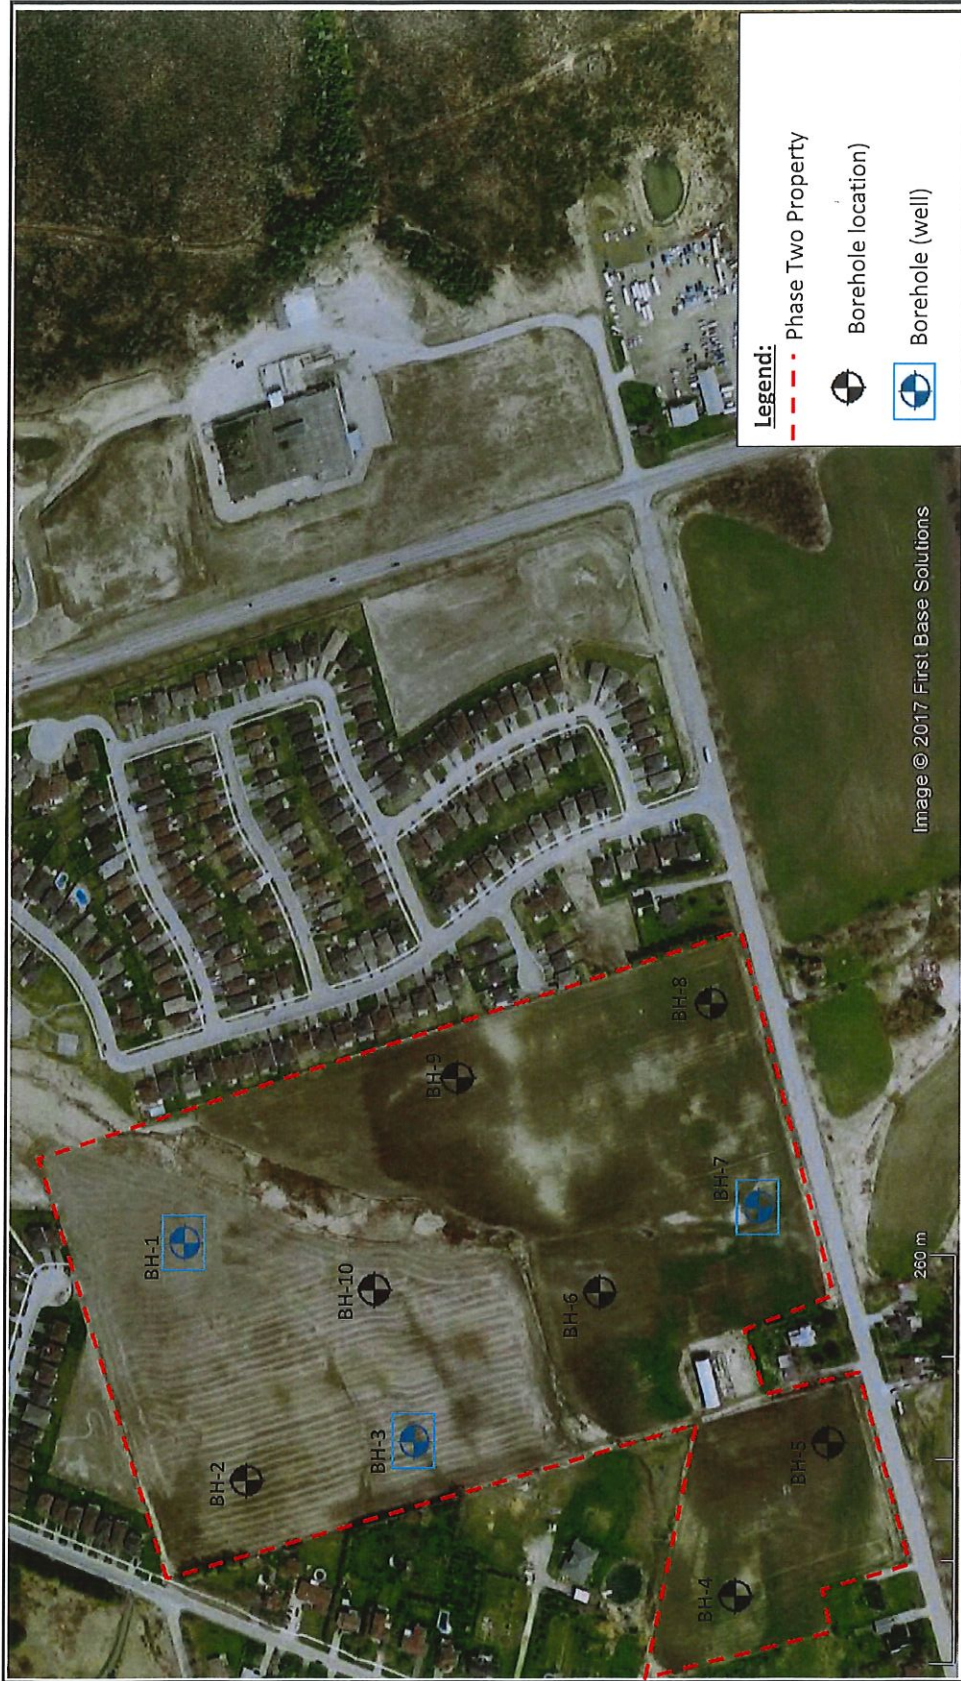 BH-1
BH-2
BH-10
BH-3
BH-9
BH-6
BH-8
BH-7
BH-4
BH-5
260 m
Image © 2017 First Base Solutions
Legend:
Phase Two Property
Borehole location)
Borehole (well)